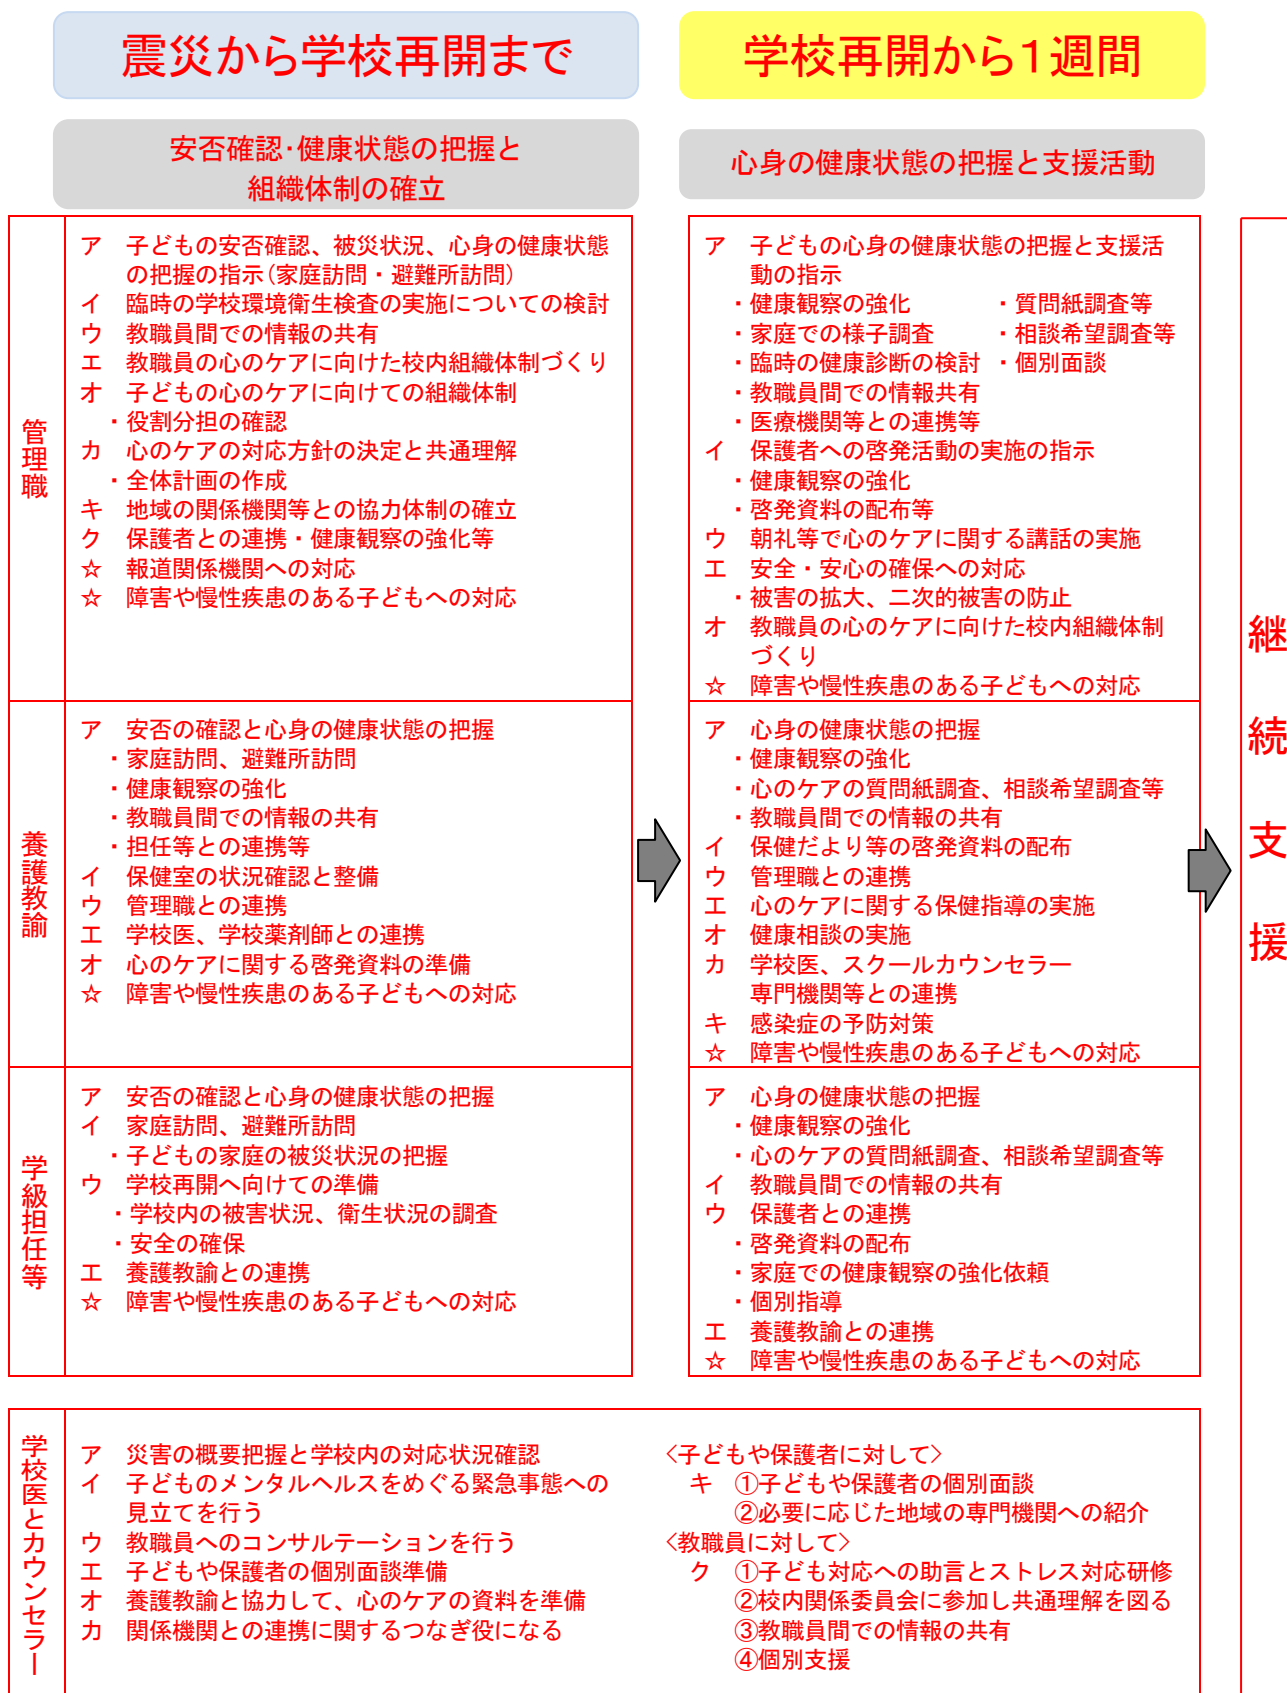 震災から学校再開まで
学校再開から1週間
安否確認・健康状態の把握と
組織体制の確立
心身の健康状態の把握と支援活動
管理職
ア　子どもの安否確認、被災状況、心身の健康状態
の把握の指示(家庭訪問・避難所訪問)
イ　臨時の学校環境衛生検査の実施についての検討
ウ　教職員間での情報の共有
エ　教職員の心のケアに向けた校内組織体制づくり
オ　子どもの心のケアに向けての組織体制
・役割分担の確認
カ　心のケアの対応方針の決定と共通理解
・全体計画の作成
キ　地域の関係機関等との協力体制の確立
ク　保護者との連携・健康観察の強化等
☆　報道関係機関への対応
☆　障害や慢性疾患のある子どもへの対応
ア　子どもの心身の健康状態の把握と支援活
動の指示
・健康観察の強化　・質問紙調査等
・家庭での様子調査　・相談希望調査等
・臨時の健康診断の検討　・個別面談
・教職員間での情報共有
・医療機関等との連携等
イ　保護者への啓発活動の実施の指示
・健康観察の強化
・啓発資料の配布等
ウ　朝礼等で心のケアに関する講話の実施
エ　安全・安心の確保への対応
・被害の拡大、二次的被害の防止
オ　教職員の心のケアに向けた校内組織体制
づくり
☆　障害や慢性疾患のある子どもへの対応
養護教諭
ア　安否の確認と心身の健康状態の把握
・家庭訪問、避難所訪問
・健康観察の強化
・教職員間での情報の共有
・担任等との連携等
イ　保健室の状況確認と整備
ウ　管理職との連携
エ　学校医、学校薬剤師との連携
オ　心のケアに関する啓発資料の準備
☆　障害や慢性疾患のある子どもへの対応
ア　心身の健康状態の把握
・健康観察の強化
・心のケアの質問紙調査、相談希望調査等
・教職員間での情報の共有
イ　保健だより等の啓発資料の配布
ウ　管理職との連携
エ　心のケアに関する保健指導の実施
オ　健康相談の実施
カ　学校医、スクールカウンセラー
専門機関等との連携
キ　感染症の予防対策
☆　障害や慢性疾患のある子どもへの対応
学級担任等
ア　安否の確認と心身の健康状態の把握
イ　家庭訪問、避難所訪問
・子どもの家庭の被災状況の把握
ウ　学校再開へ向けての準備
・学校内の被害状況、衛生状況の調査
・安全の確保
エ　養護教諭との連携
☆　障害や慢性疾患のある子どもへの対応
ア　心身の健康状態の把握
・健康観察の強化
・心のケアの質問紙調査、相談希望調査等
イ　教職員間での情報の共有
ウ　保護者との連携
・啓発資料の配布
・家庭での健康観察の強化依頼
・個別指導
エ　養護教諭との連携
☆　障害や慢性疾患のある子どもへの対応
継続支援
学校医とカウンセラー
ア　災害の概要把握と学校内の対応状況確認
イ　子どものメンタルヘルスをめぐる緊急事態への
見立てを行う
ウ　教職員へのコンサルテーションを行う
エ　子どもや保護者の個別面談準備
オ　養護教諭と協力して、心のケアの資料を準備
カ　関係機関との連携に関するつなぎ役になる
〈子どもや保護者に対して〉
キ　①子どもや保護者の個別面談
②必要に応じた地域の専門機関への紹介
〈教職員に対して〉
ク　①子ども対応への助言とストレス対応研修
②校内関係委員会に参加し共通理解を図る
③教職員間での情報の共有
④個別支援